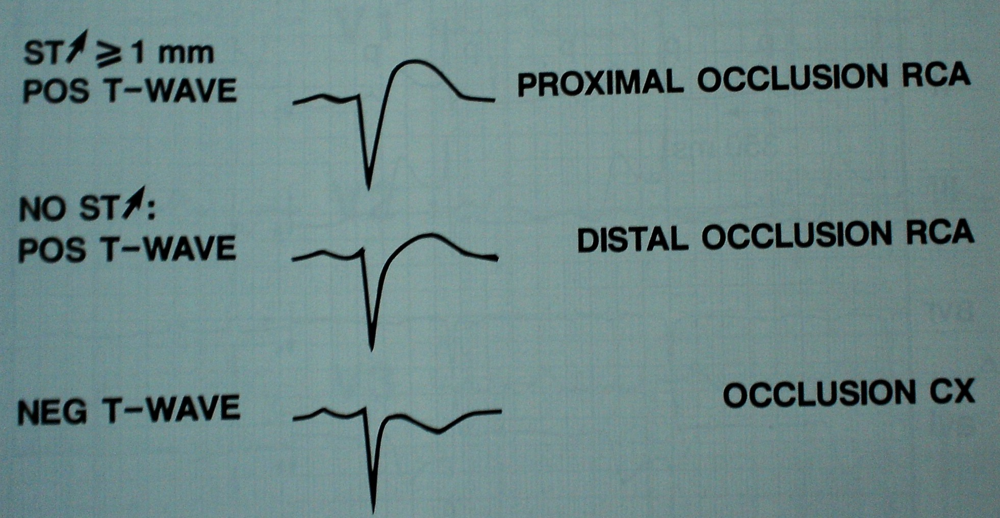 ST↗ ⩾ 1 mm
POS T-WAVE
PROXIMAL OCCLUSION RCA
NO ST↗:
POS T-WAVE
DISTAL OCCLUSION RCA
NEG T-WAVE
OCCLUSION CX